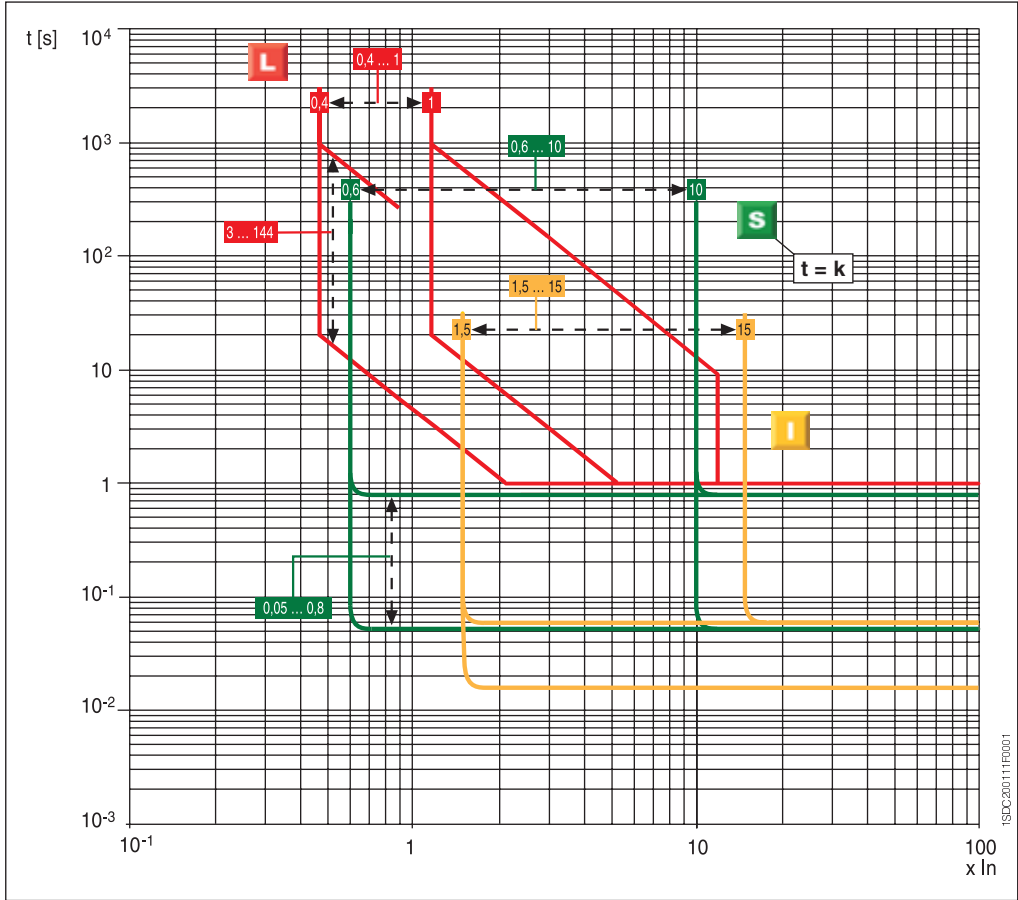 t [s]
10⁴
L
0,4 ... 1
0,4
1
10³
0,6 ... 10
0,6
10
S
3 ... 144
t = k
10²
1,5 ... 15
1,5
15
10
I
1
0,05 ... 0,8
10⁻¹
10⁻²
10⁻³
10⁻¹
1
10
100
x In
1SDC200111F0001